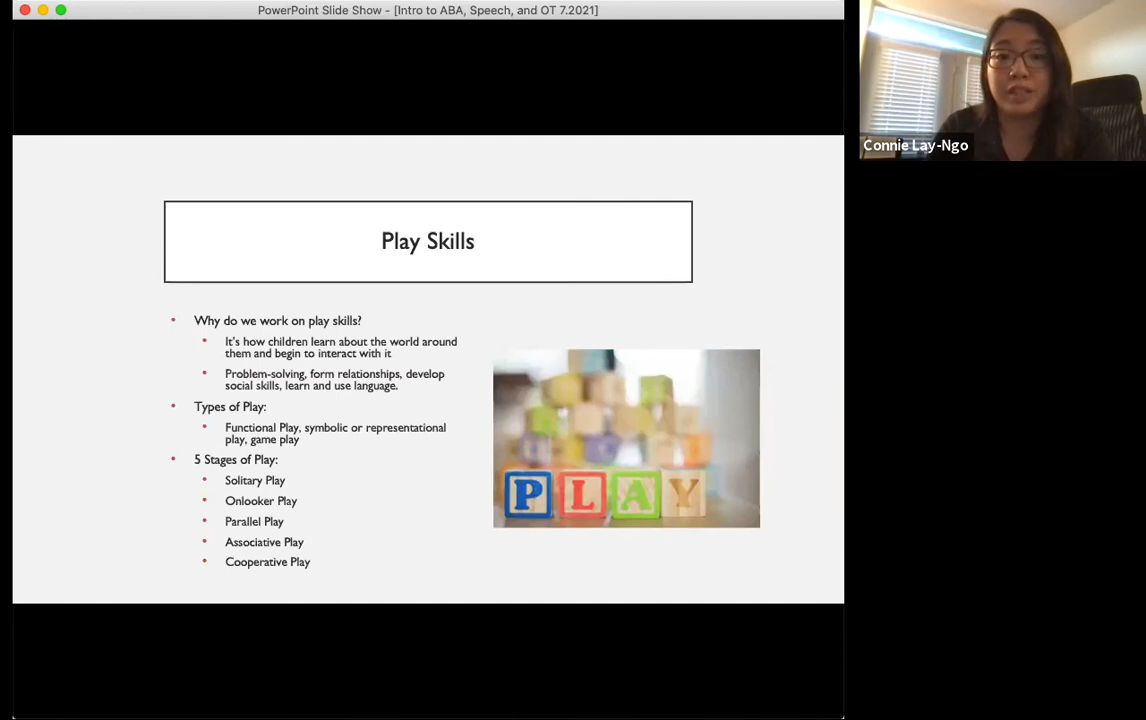 PowerPoint Slide Show - [Intro to ABA, Speech, and OT 7.2021]
Connie Lay-Ngo
Play Skills
• Why do we work on play skills?
• It's how children learn about the world around
them and begin to interact with it
• Problem-solving, form relationships, develop
social skills, learn and use language.
• Types of Play:
• Functional Play, symbolic or representational
play, game play
• 5 Stages of Play:
• Solitary Play
• Onlooker Play
• Parallel Play
• Associative Play
• Cooperative Play
PLAY